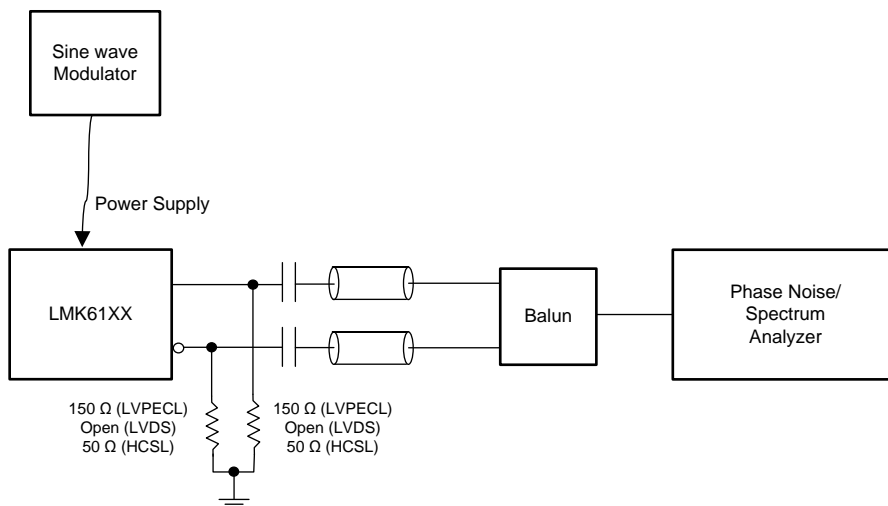 Sine wave
Modulator
Power Supply
LMK61XX
Balun
Phase Noise/
Spectrum
Analyzer
150 Ω (LVPECL)
Open (LVDS)
50 Ω (HCSL)
150 Ω (LVPECL)
Open (LVDS)
50 Ω (HCSL)